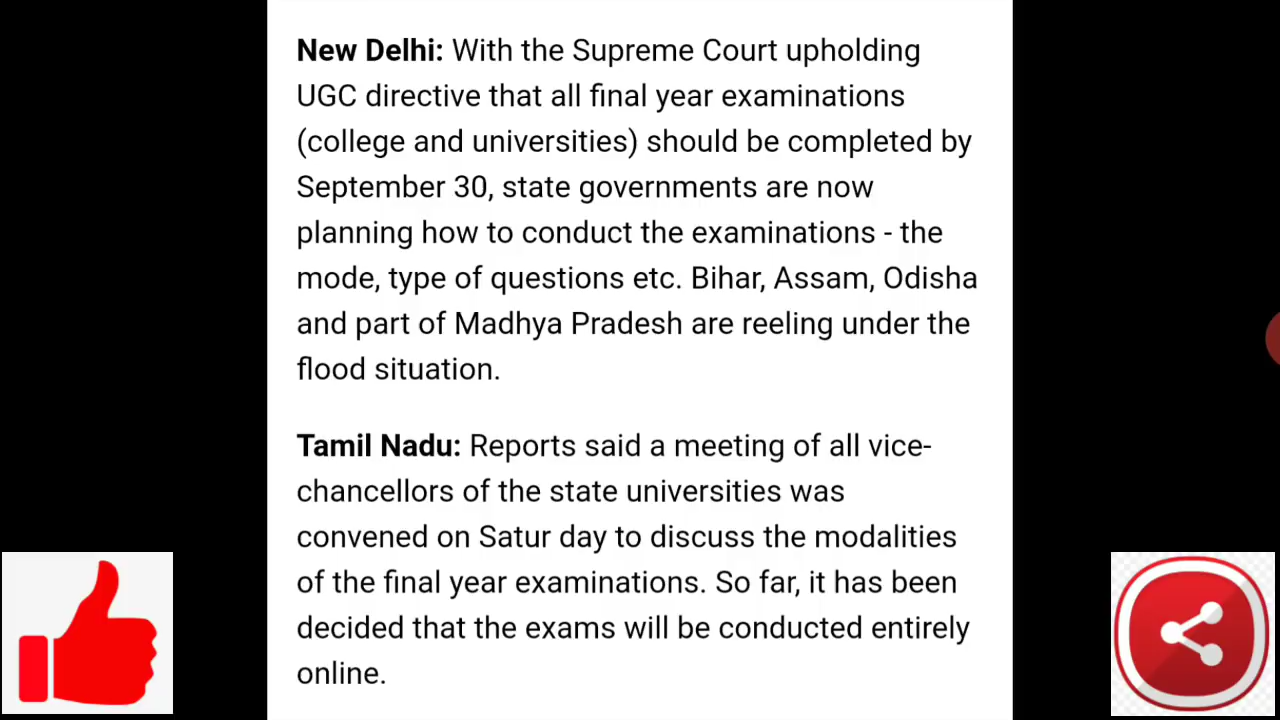 New Delhi: With the Supreme Court upholding
UGC directive that all final year examinations
(college and universities) should be completed by
September 30, state governments are now
planning how to conduct the examinations - the
mode, type of questions etc. Bihar, Assam, Odisha
and part of Madhya Pradesh are reeling under the
flood situation.
Tamil Nadu: Reports said a meeting of all vice-
chancellors of the state universities was
convened on Satur day to discuss the modalities
of the final year examinations. So far, it has been
decided that the exams will be conducted entirely
online.